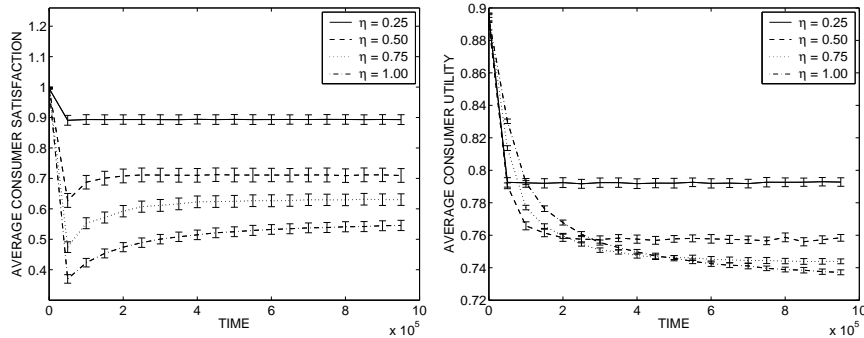 AVERAGE CONSUMER SATISFACTION
1.2
1.1
1
0.9
0.8
0.7
0.6
0.5
0.4
0
2
4
6
8
10
TIME
x 10^5
η = 0.25
η = 0.50
η = 0.75
η = 1.00
AVERAGE CONSUMER UTILITY
0.9
0.88
0.86
0.84
0.82
0.8
0.78
0.76
0.74
0.72
0
2
4
6
8
10
TIME
x 10^5
η = 0.25
η = 0.50
η = 0.75
η = 1.00